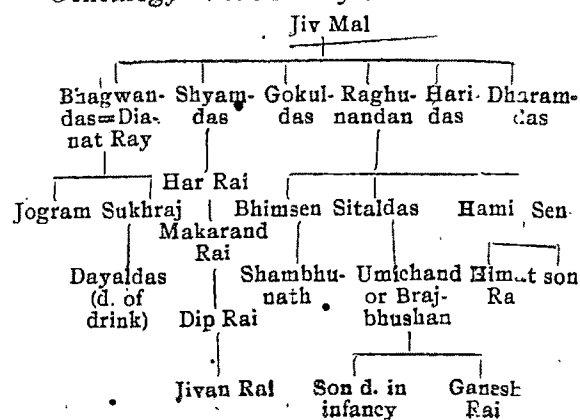 Jiv Mal
Bhagwan- Shyam- Gokul- Raghu- Hari- Dharam-
das=Dia- das das nandan das das
nat Ray
Har Rai
Jogram Sukhraj Bhimsen Sitaldas Hami Sen
Makarand
Rai
Dayaldas Shambhu- Umichand Himat son
(d. of nath or Braj- Ra
drink) Dip Rai bhushan
Jivan Rai Son d. in Ganesh
infancy Rai